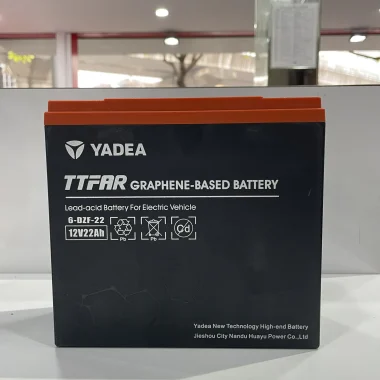 YADEA
TTFAR GRAPHENE-BASED BATTERY
Lead-acid Battery For Electric Vehicle
6-DZF-22
12V22Ah
Pb Pb Cd
Yadea New Technology High-end Battery
Jieshou City Nandu Huayu Power Co.,Ltd